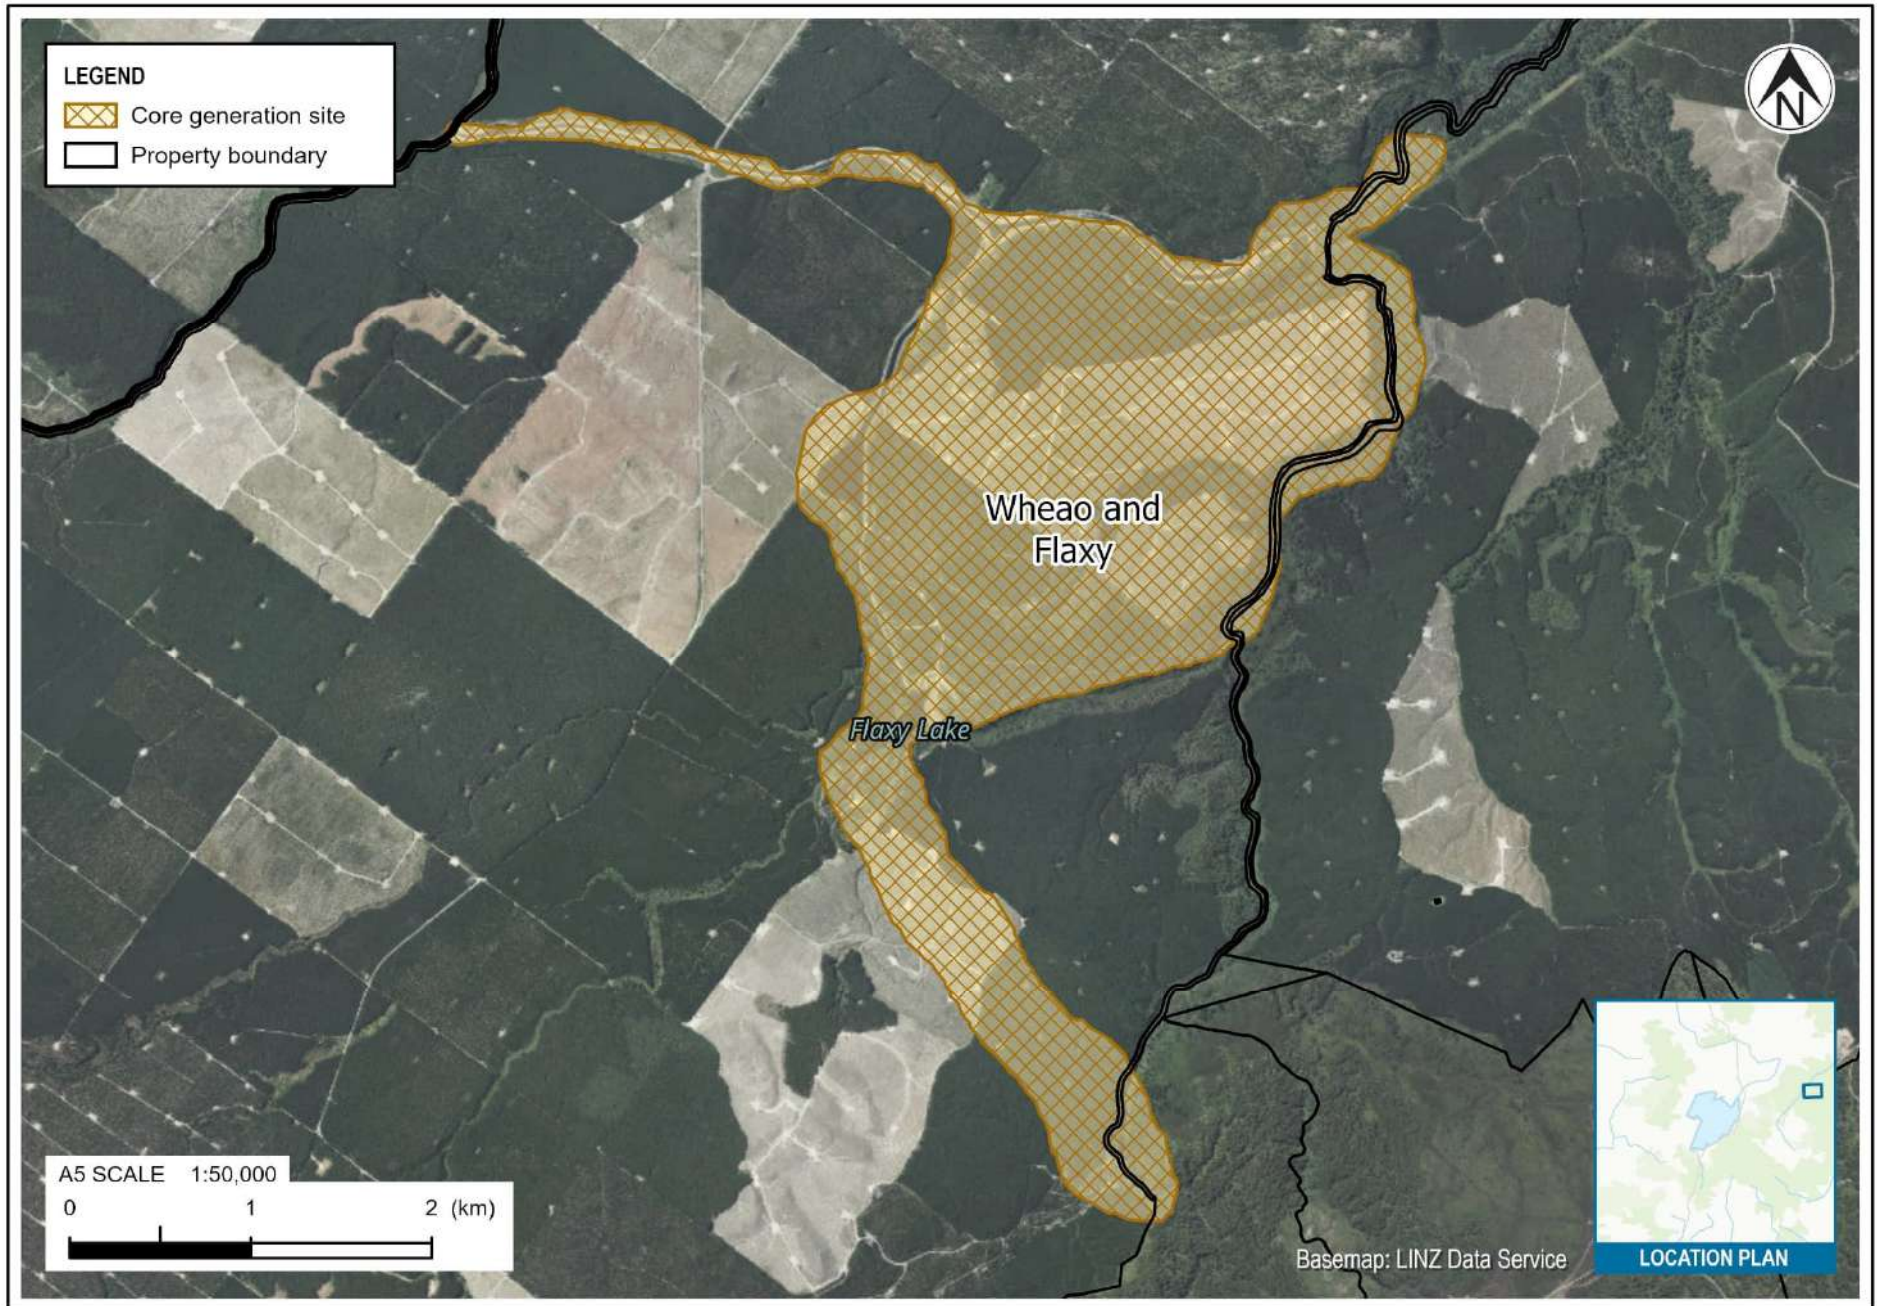 LEGEND
Core generation site
Property boundary
N
Wheao and
Flaxy
Flaxy Lake
A5 SCALE 1:50,000
0 1 2 (km)
Basemap: LINZ Data Service
LOCATION PLAN